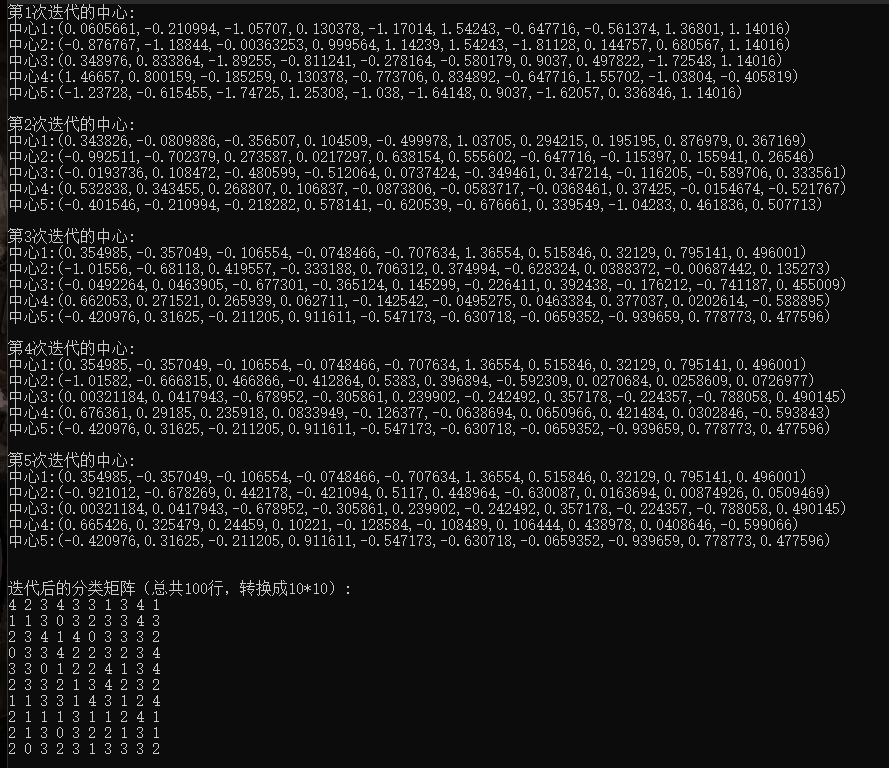 第1次迭代的中心:
中心1:(0.0605661,-0.210994,-1.05707,0.130378,-1.17014,1.54243,-0.647716,-0.561374,1.36801,1.14016)
中心2:(-0.876767,-1.18844,-0.00363253,0.999564,1.14239,1.54243,-1.81128,0.144757,0.680567,1.14016)
中心3:(0.348976,0.833864,-1.89255,-0.811241,-0.278164,-0.580179,0.9037,0.497822,-1.72548,1.14016)
中心4:(1.46657,0.800159,-0.185259,0.130378,-0.773706,0.834892,-0.647716,1.55702,-1.03804,-0.405819)
中心5:(-1.23728,-0.615455,-1.74725,1.25308,-1.038,-1.64148,0.9037,-1.62057,0.336846,1.14016)
第2次迭代的中心:
中心1:(0.343826,-0.0809886,-0.356507,0.104509,-0.499978,1.03705,0.294215,0.195195,0.876979,0.367169)
中心2:(-0.992511,-0.702379,0.273587,0.0217297,0.638154,0.555602,-0.647716,-0.115397,0.155941,0.26546)
中心3:(-0.0193736,0.108472,-0.480599,-0.512064,0.0737424,-0.349461,0.347214,-0.116205,-0.589706,0.333561)
中心4:(0.532838,0.343455,0.268807,0.106837,-0.0873806,-0.0583717,-0.0368461,0.37425,-0.0154674,-0.521767)
中心5:(-0.401546,-0.210994,-0.218282,0.578141,-0.620539,-0.676661,0.339549,-1.04283,0.461836,0.507713)
第3次迭代的中心:
中心1:(0.354985,-0.357049,-0.106554,-0.0748466,-0.707634,1.36554,0.515846,0.32129,0.795141,0.496001)
中心2:(-1.01556,-0.68118,0.419557,-0.333188,0.706312,0.374994,-0.628324,0.0388372,-0.00687442,0.135273)
中心3:(-0.0492264,0.0463905,-0.677301,-0.365124,0.145299,-0.226411,0.392438,-0.176212,-0.741187,0.455009)
中心4:(0.662053,0.271521,0.265939,0.062711,-0.142542,-0.0495275,0.0463384,0.377037,0.0202614,-0.588895)
中心5:(-0.420976,0.31625,-0.211205,0.911611,-0.547173,-0.630718,-0.0659352,-0.939659,0.778773,0.477596)
第4次迭代的中心:
中心1:(0.354985,-0.357049,-0.106554,-0.0748466,-0.707634,1.36554,0.515846,0.32129,0.795141,0.496001)
中心2:(-1.01582,-0.666815,0.466866,-0.412864,0.5383,0.396894,-0.592309,0.0270684,0.0258609,0.0726977)
中心3:(0.00321184,0.0417943,-0.678952,-0.305861,0.239902,-0.242492,0.357178,-0.224357,-0.788058,0.490145)
中心4:(0.676361,0.29185,0.235918,0.0833949,-0.126377,-0.0638694,0.0650966,0.421484,0.0302846,-0.593843)
中心5:(-0.420976,0.31625,-0.211205,0.911611,-0.547173,-0.630718,-0.0659352,-0.939659,0.778773,0.477596)
第5次迭代的中心:
中心1:(0.354985,-0.357049,-0.106554,-0.0748466,-0.707634,1.36554,0.515846,0.32129,0.795141,0.496001)
中心2:(-0.921012,-0.678269,0.442178,-0.421094,0.5117,0.448964,-0.630087,0.0163694,0.00874926,0.0509469)
中心3:(0.00321184,0.0417943,-0.678952,-0.305861,0.239902,-0.242492,0.357178,-0.224357,-0.788058,0.490145)
中心4:(0.665426,0.325479,0.24459,0.10221,-0.128584,-0.108489,0.106444,0.438978,0.0408646,-0.599066)
中心5:(-0.420976,0.31625,-0.211205,0.911611,-0.547173,-0.630718,-0.0659352,-0.939659,0.778773,0.477596)
迭代后的分类矩阵（总共100行，转换成10*10）:
4 2 3 4 3 3 1 3 4 1
1 1 3 0 3 2 3 3 4 3
2 3 4 1 4 0 3 3 3 2
0 3 3 4 2 2 3 2 3 4
3 3 0 1 2 2 4 1 3 4
2 3 3 2 1 3 4 2 3 2
1 1 3 3 1 4 3 1 2 4
2 1 1 1 3 1 1 2 4 1
2 1 3 0 3 2 2 1 3 1
2 0 3 2 3 1 3 3 3 2